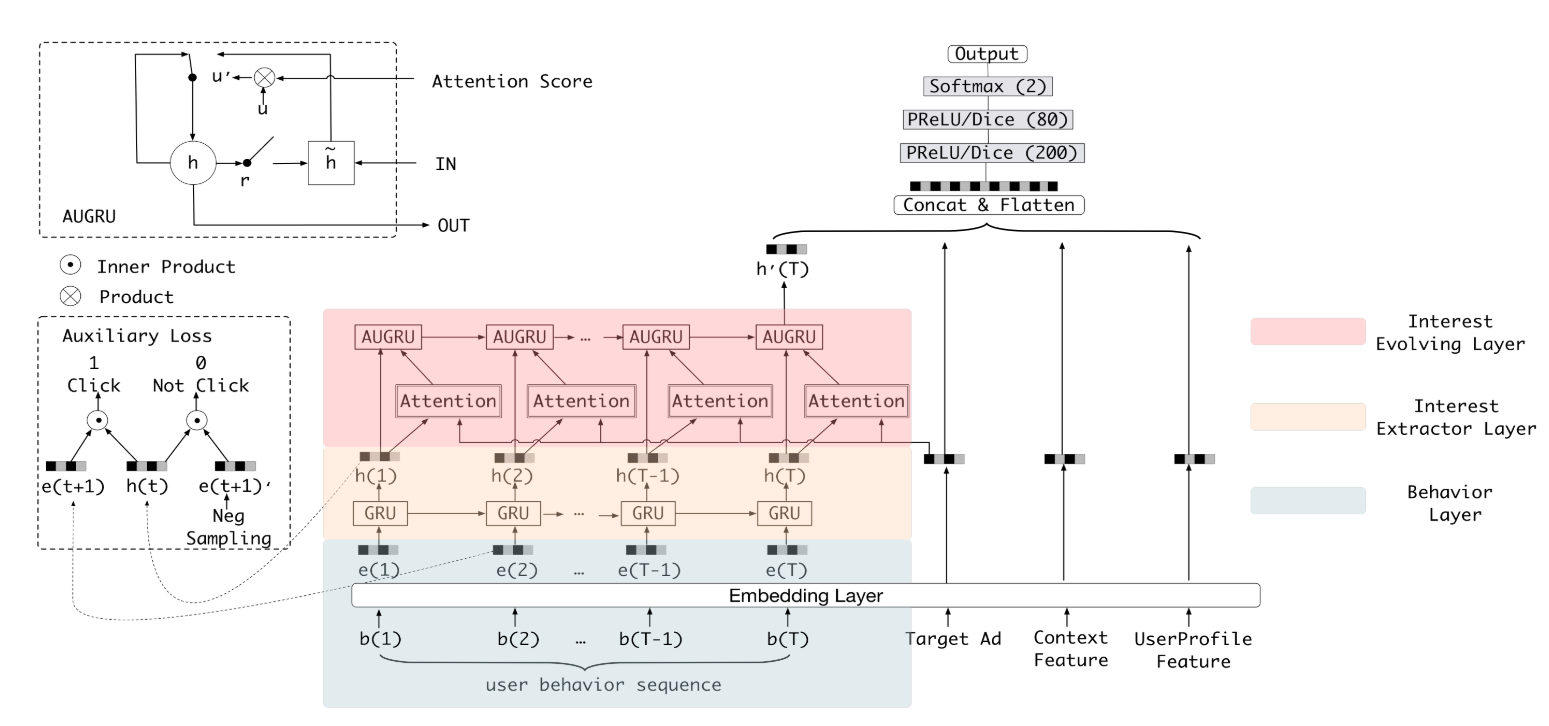 Output
Softmax (2)
PReLU/Dice (80)
PReLU/Dice (200)
Concat & Flatten
u′
u
Attention Score
h
r
h̃
IN
AUGRU
OUT
Inner Product
Product
h′(T)
Auxiliary Loss
1
0
Click
Not Click
e(t+1)
h(t)
e(t+1)′
Neg
Sampling
AUGRU
AUGRU
...
AUGRU
AUGRU
Attention
Attention
Attention
Attention
h(1)
h(2)
h(T-1)
h(T)
GRU
GRU
...
GRU
GRU
e(1)
e(2)
...
e(T-1)
e(T)
Embedding Layer
b(1)
b(2)
...
b(T-1)
b(T)
Target Ad
Context
Feature
UserProfile
Feature
user behavior sequence
Interest
Evolving Layer
Interest
Extractor Layer
Behavior
Layer